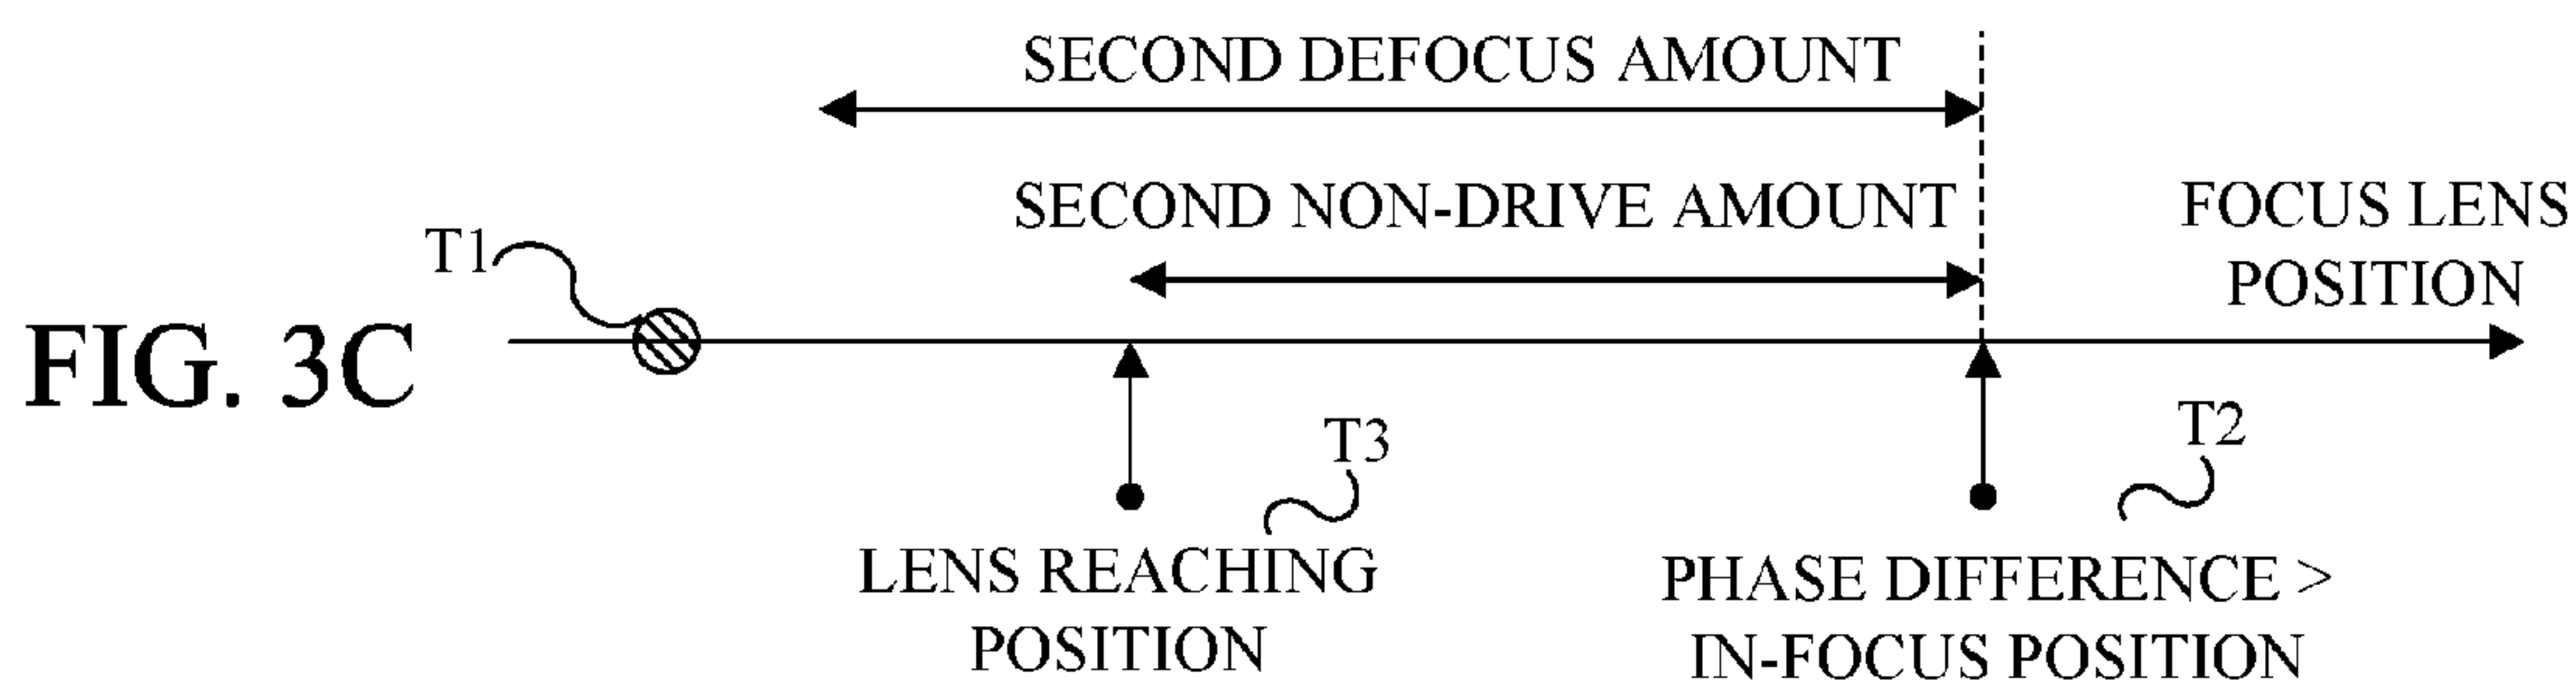 SECOND DEFOCUS AMOUNT
SECOND NON-DRIVE AMOUNT
FOCUS LENS
POSITION
T1
FIG. 3C
T3
T2
LENS REACHING
POSITION
PHASE DIFFERENCE >
IN-FOCUS POSITION